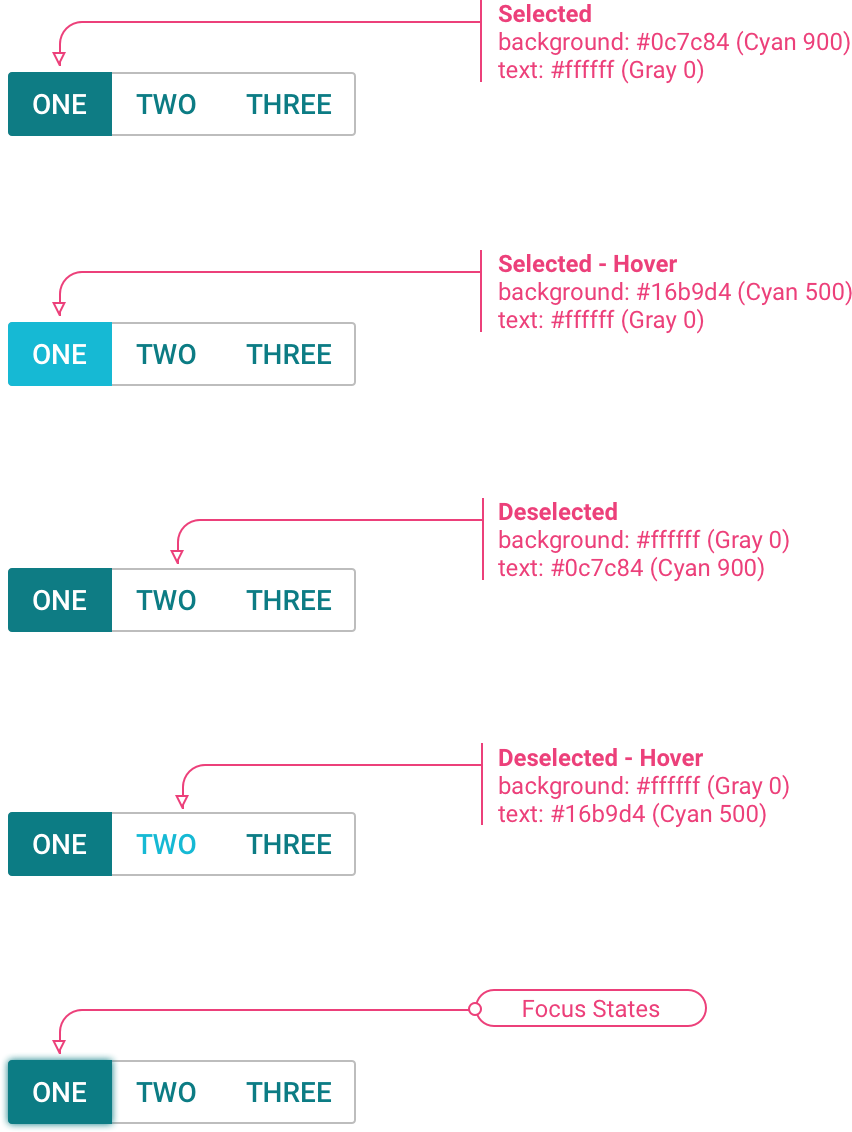 Selected
background: #0c7c84 (Cyan 900)
text: #ffffff (Gray 0)
ONE TWO THREE
Selected - Hover
background: #16b9d4 (Cyan 500)
text: #ffffff (Gray 0)
ONE TWO THREE
Deselected
background: #ffffff (Gray 0)
text: #0c7c84 (Cyan 900)
ONE TWO THREE
Deselected - Hover
background: #ffffff (Gray 0)
text: #16b9d4 (Cyan 500)
ONE TWO THREE
Focus States
ONE TWO THREE